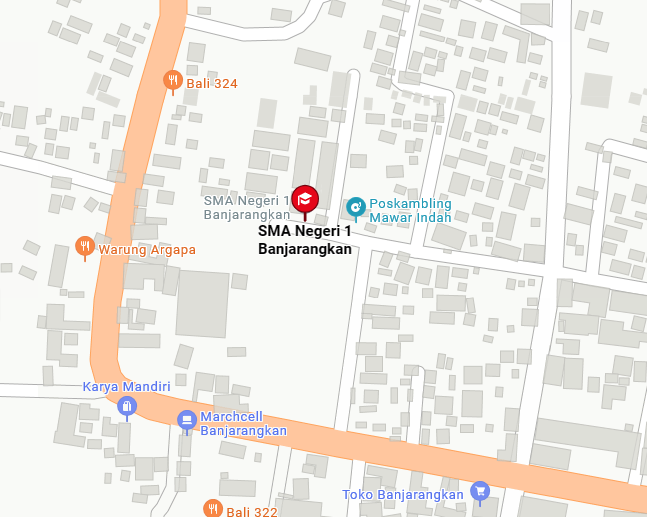 Bali 324
SMA Negeri 1
Banjarangkan
Poskambling
Mawar Indah
SMA Negeri 1
Banjarangkan
Warung Argapa
Karya Mandiri
Marchcell
Banjarangkan
Toko Banjarangkan
Bali 322